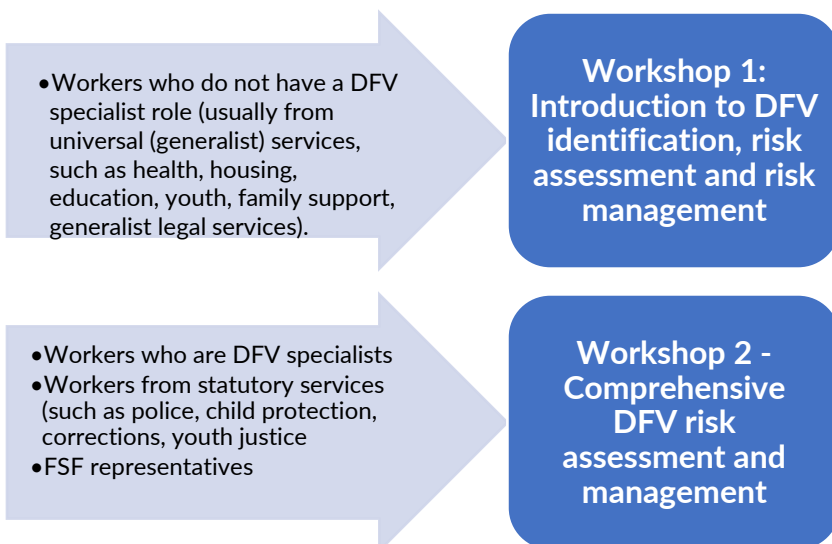 •Workers who do not have a DFV
specialist role (usually from
universal (generalist) services,
such as health, housing,
education, youth, family support,
generalist legal services).
Workshop 1:
Introduction to DFV
identification, risk
assessment and risk
management
•Workers who are DFV specialists
•Workers from statutory services
(such as police, child protection,
corrections, youth justice
•FSF representatives
Workshop 2 -
Comprehensive
DFV risk
assessment and
management